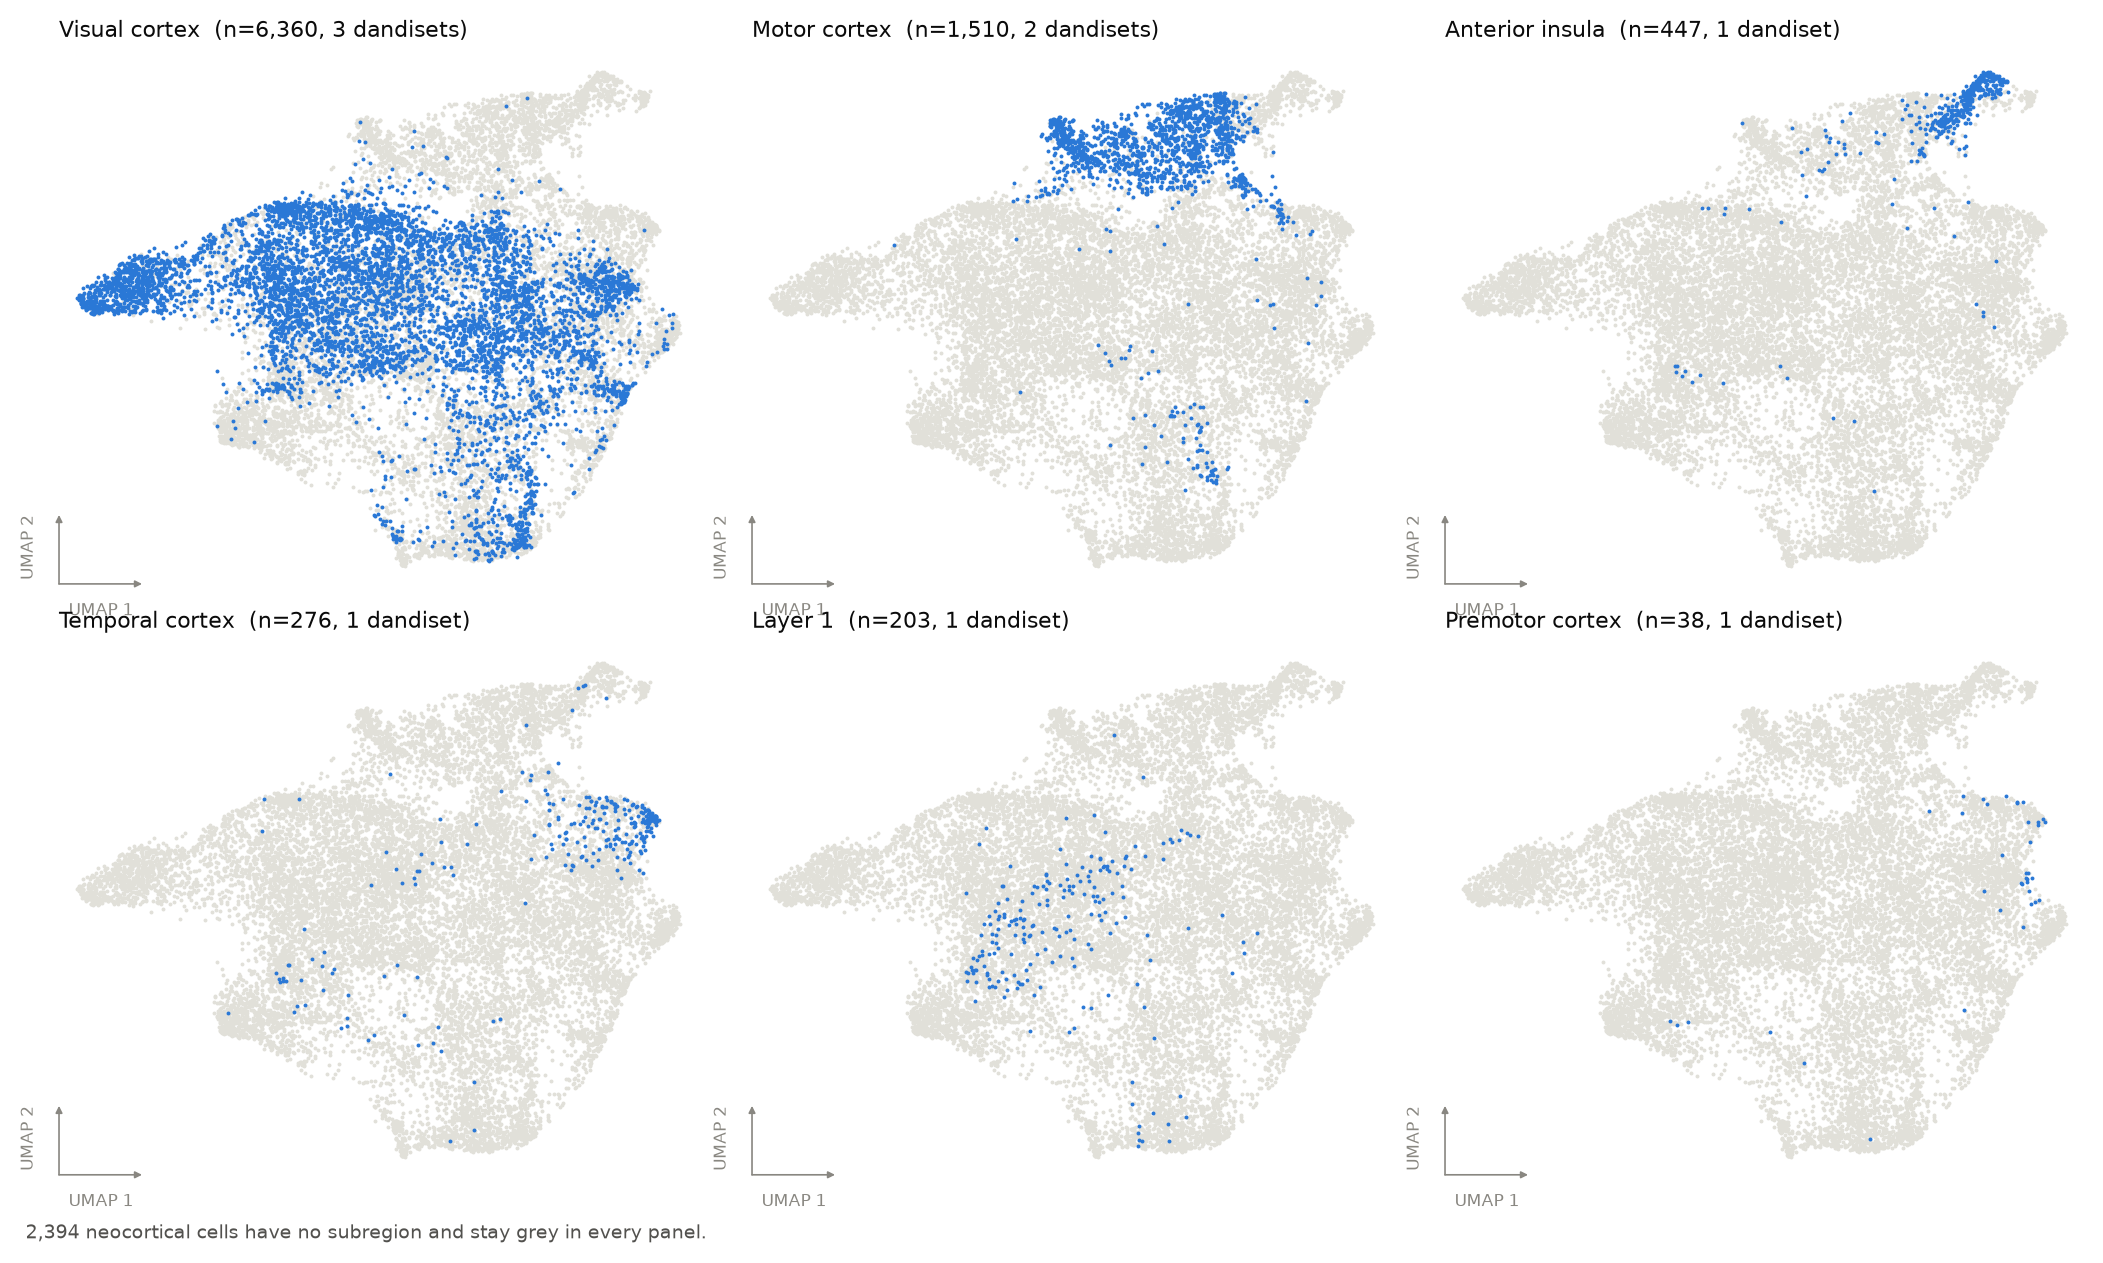 Visual cortex  (n=6,360, 3 dandisets)
Motor cortex  (n=1,510, 2 dandisets)
Anterior insula  (n=447, 1 dandiset)
UMAP 2
UMAP 1
UMAP 2
UMAP 1
UMAP 2
UMAP 1
Temporal cortex  (n=276, 1 dandiset)
Layer 1  (n=203, 1 dandiset)
Premotor cortex  (n=38, 1 dandiset)
UMAP 2
UMAP 1
UMAP 2
UMAP 1
UMAP 2
UMAP 1
2,394 neocortical cells have no subregion and stay grey in every panel.